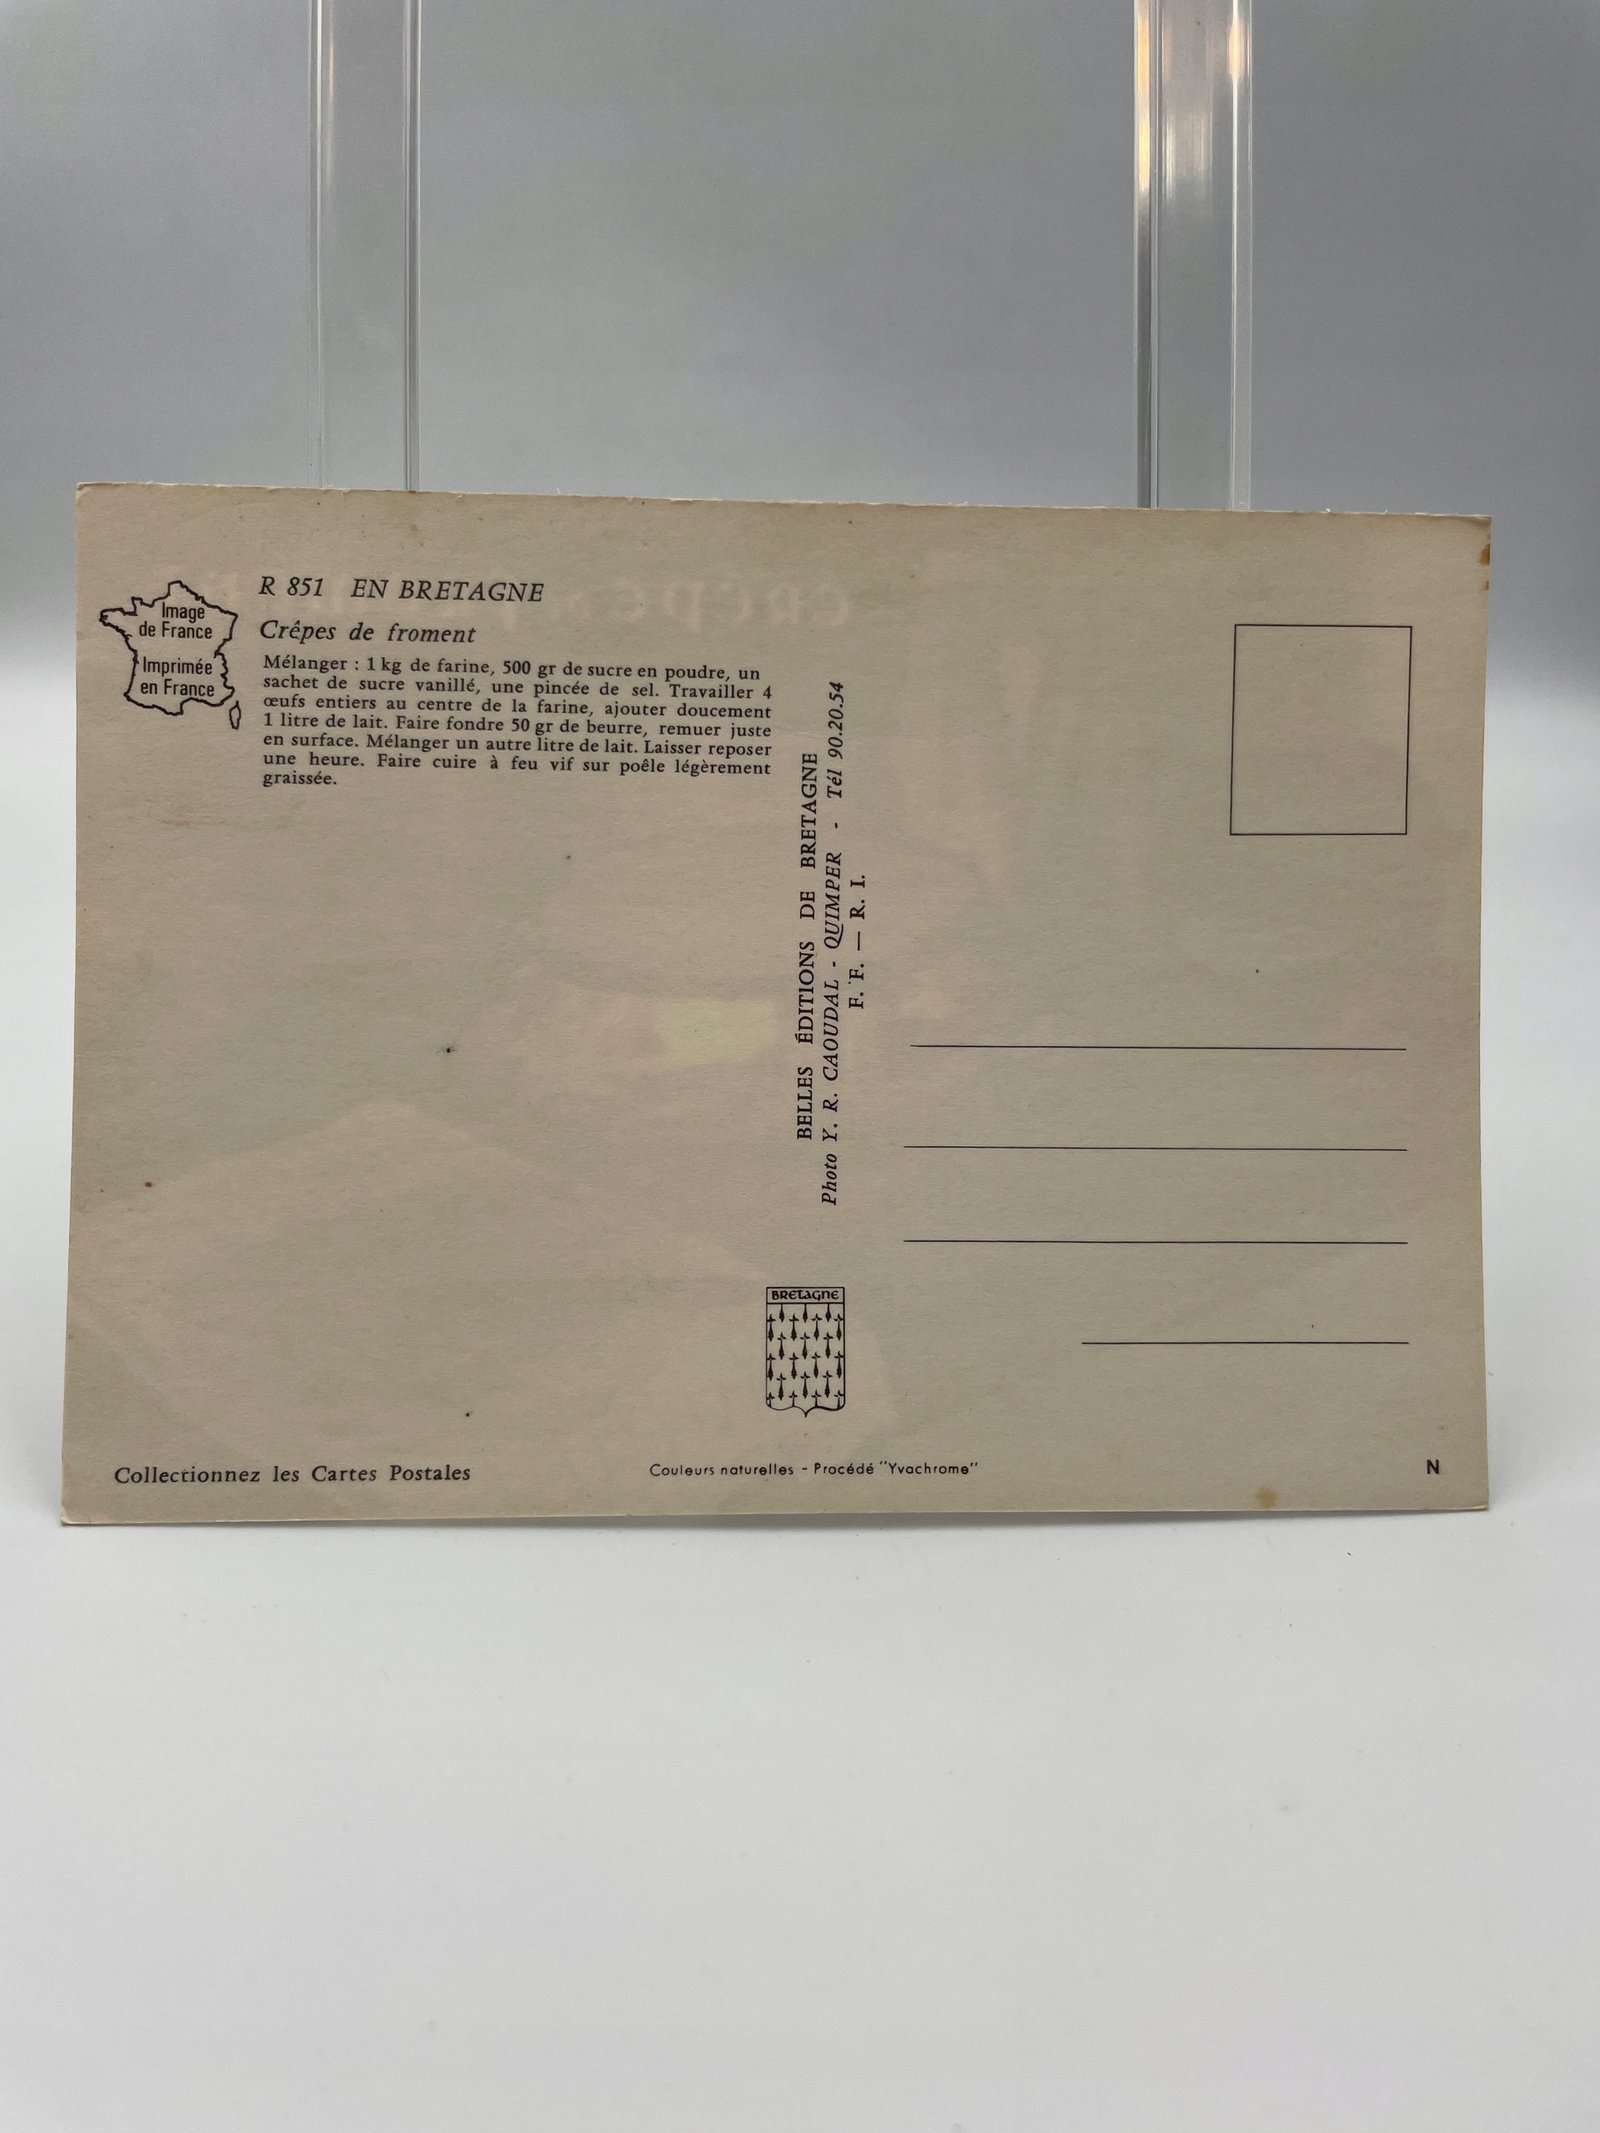 Image
de France
Imprimée
en France
R 851 EN BRETAGNE
Crêpes de froment
Mélanger : 1 kg de farine, 500 gr de sucre en poudre, un
sachet de sucre vanillé, une pincée de sel. Travailler 4
œufs entiers au centre de la farine, ajouter doucement
1 litre de lait. Faire fondre 50 gr de beurre, remuer juste
en surface. Mélanger un autre litre de lait. Laisser reposer
une heure. Faire cuire à feu vif sur poêle légèrement
graissée.
BELLES ÉDITIONS DE BRETAGNE
Photo Y. R. CAOUDAL - QUIMPER - Tél 90.20.54
F. F. — R. I.
BRETAGNE
Collectionnez les Cartes Postales
Couleurs naturelles - Procédé "Yvachrome"
N